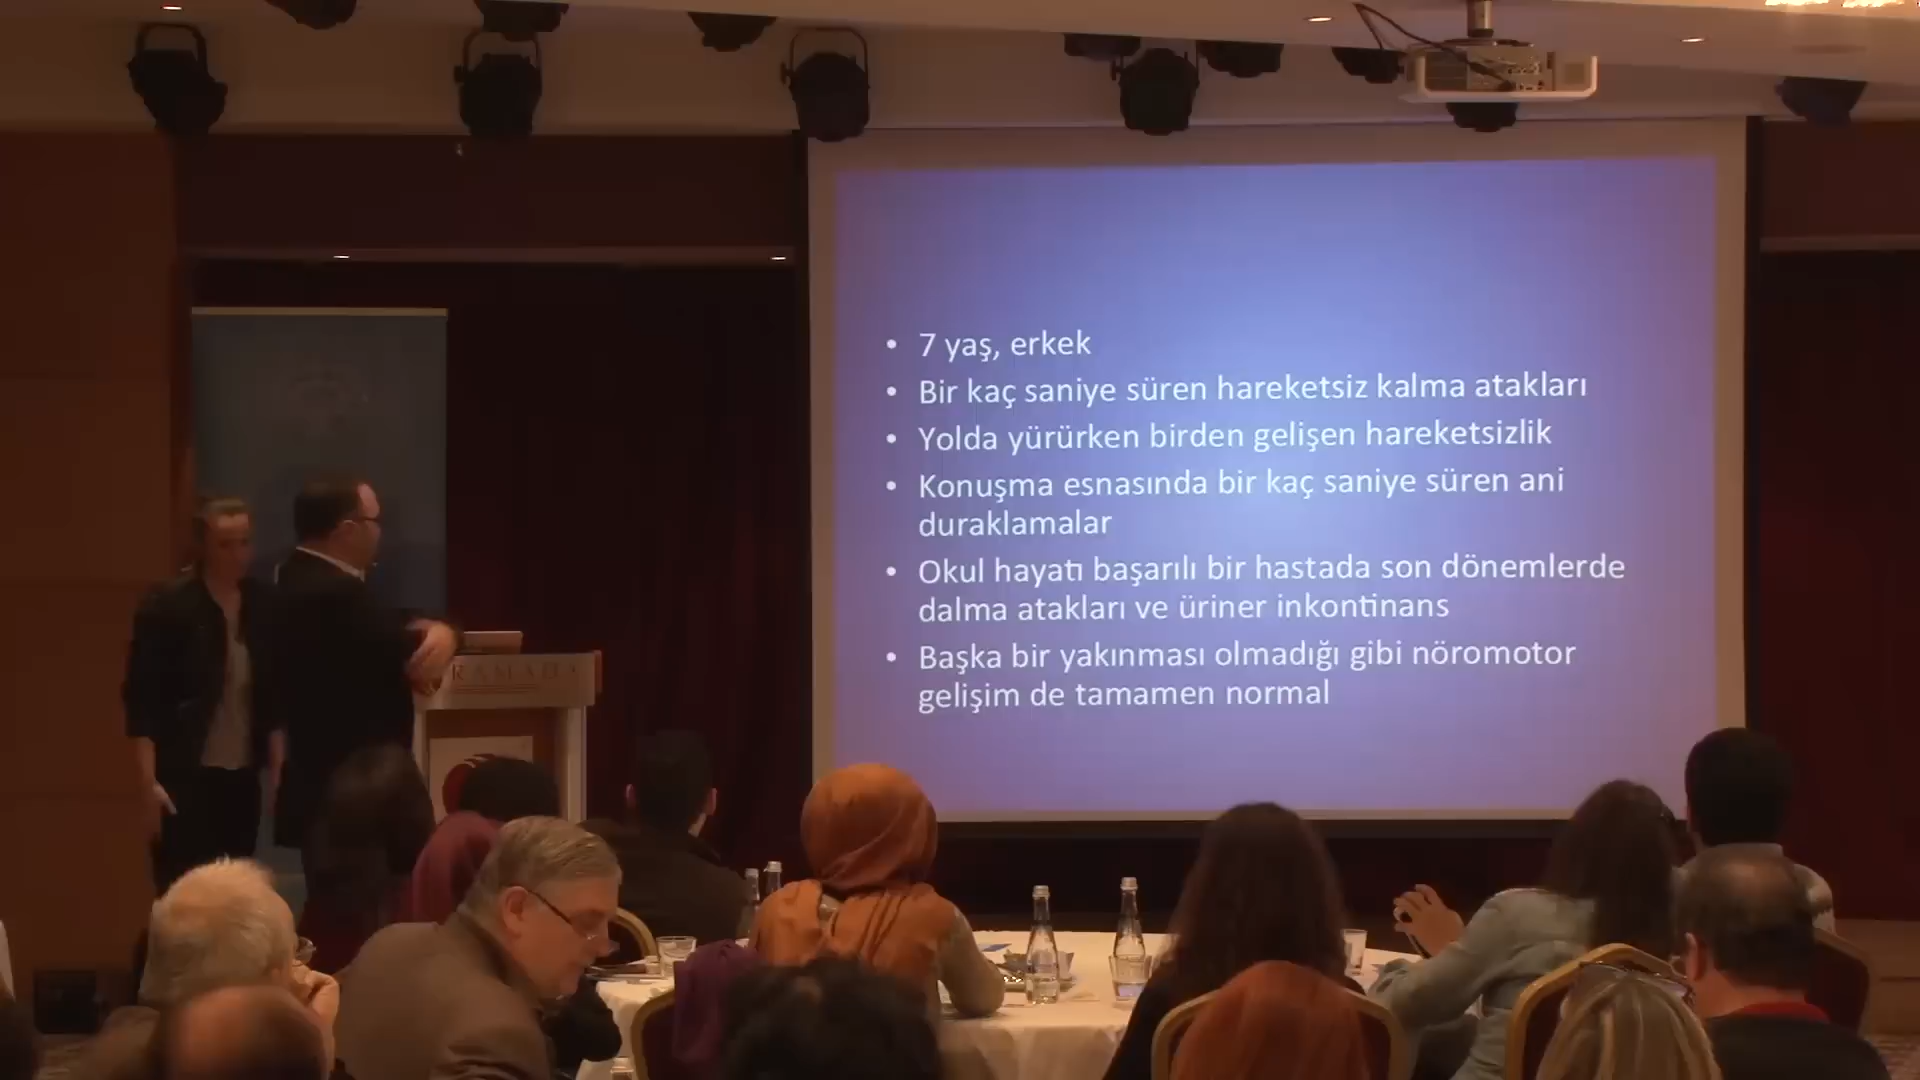 • 7 yaş, erkek
• Bir kaç saniye süren hareketsiz kalma atakları
• Yolda yürürken birden gelişen hareketsizlik
• Konuşma esnasında bir kaç saniye süren ani
duraklamalar
• Okul hayatı başarılı bir hastada son dönemlerde
dalma atakları ve üriner inkontinans
• Başka bir yakınması olmadığı gibi nöromotor
gelişim de tamamen normal
RAMADA